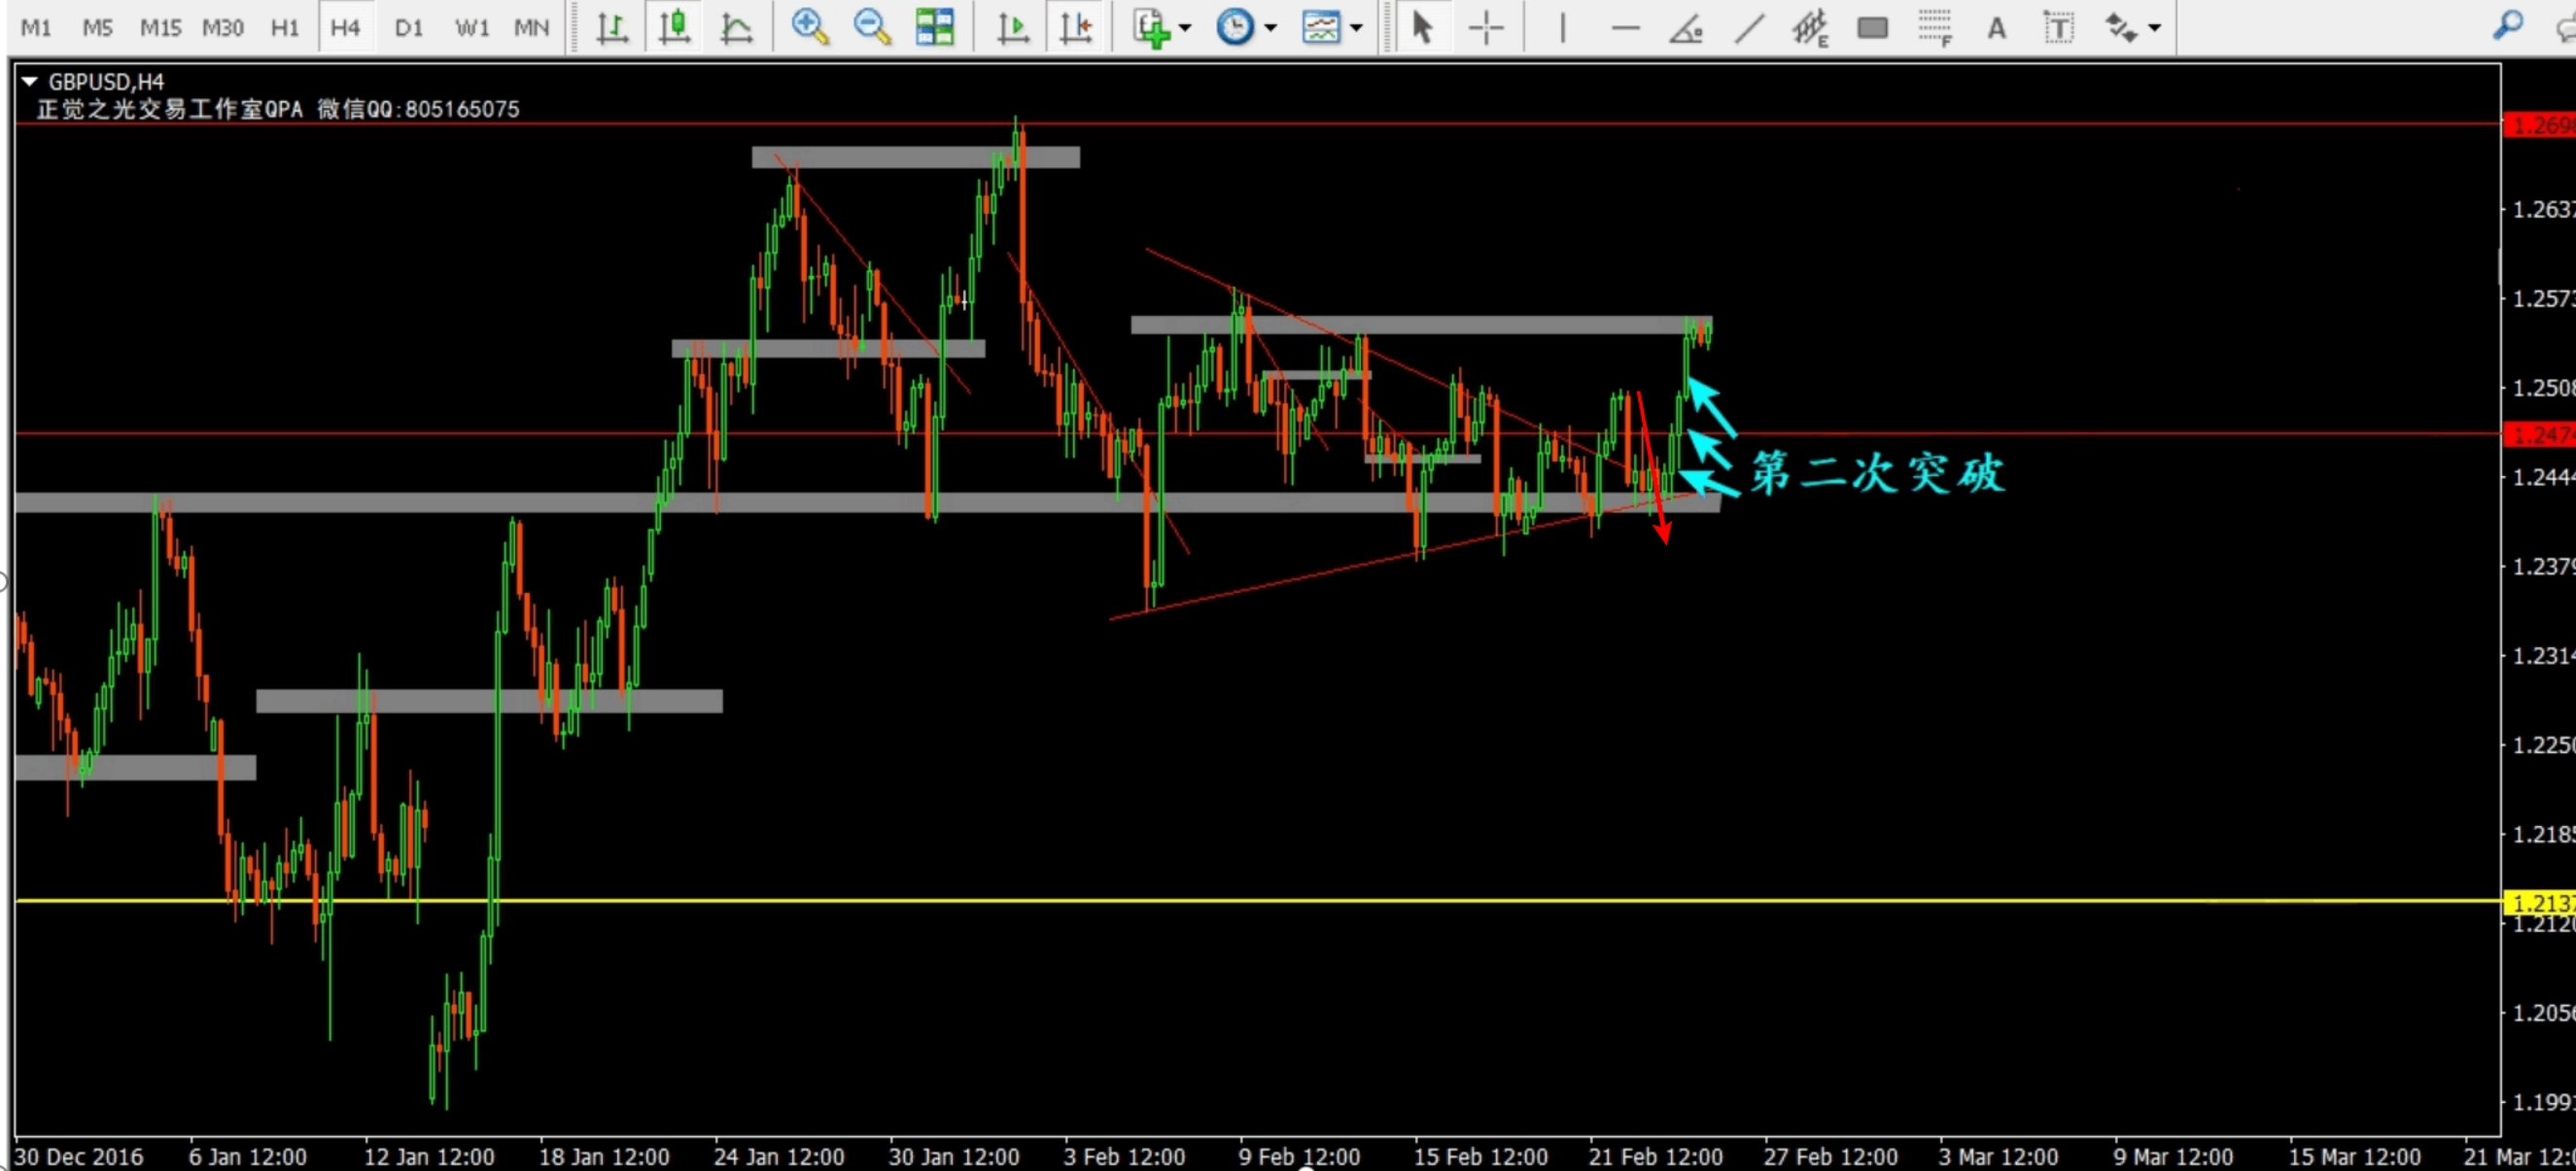 M1 M5 M15 M30 H1 H4 D1 W1 MN
GBPUSD,H4
正觉之光交易工作室QPA 微信QQ:805165075
1.2698
1.2637
1.2573
1.2508
1.2474
第二次突破
1.2444
1.2379
1.2314
1.2250
1.2185
1.2137
1.2120
1.2056
1.1991
30 Dec 2016 6 Jan 12:00 12 Jan 12:00 18 Jan 12:00 24 Jan 12:00 30 Jan 12:00 3 Feb 12:00 9 Feb 12:00 15 Feb 12:00 21 Feb 12:00 27 Feb 12:00 3 Mar 12:00 9 Mar 12:00 15 Mar 12:00 21 Mar 12: